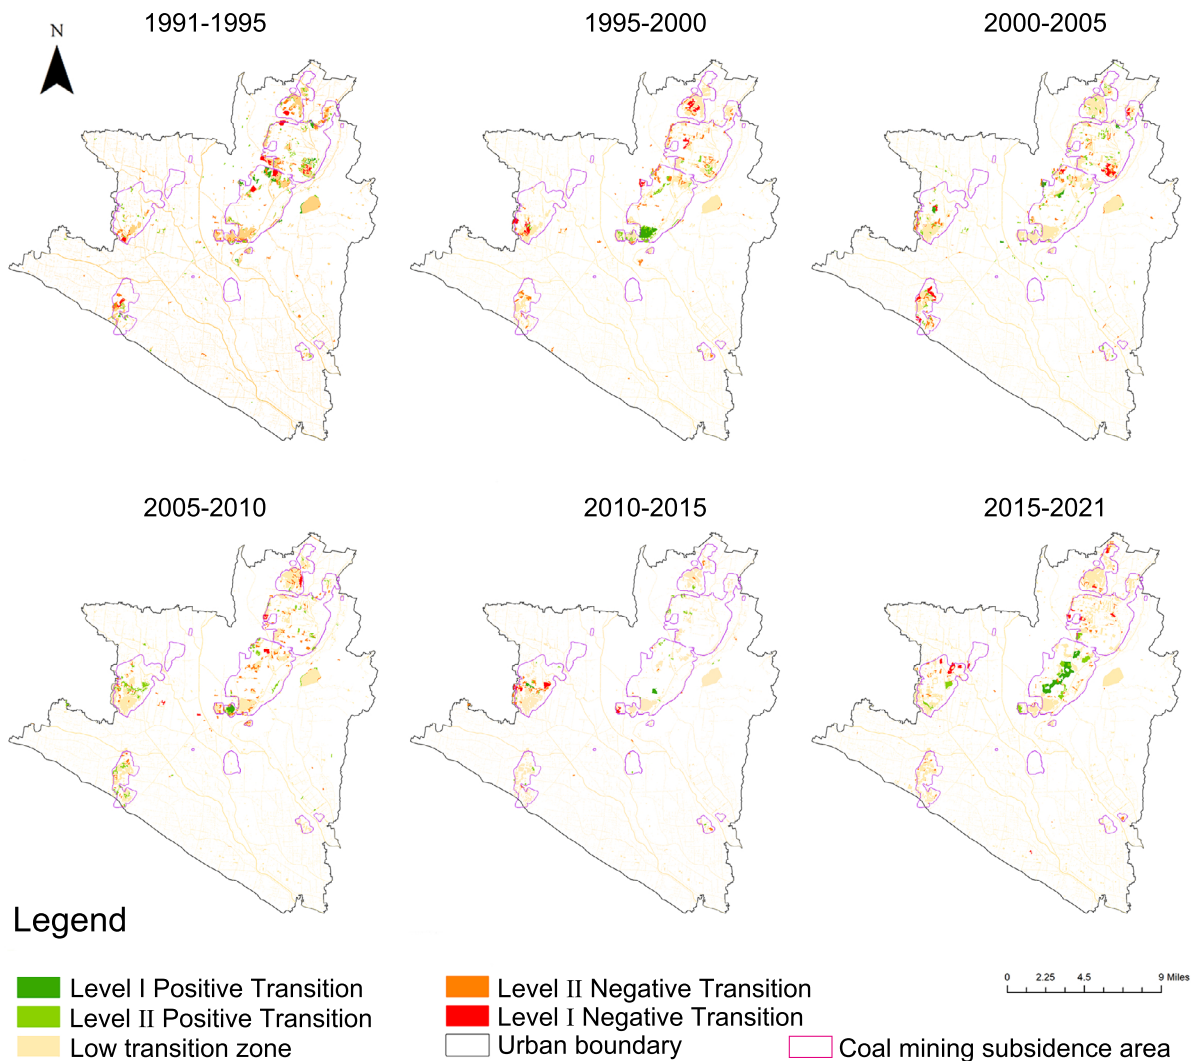 1991-1995
1995-2000
2000-2005
N
2005-2010
2010-2015
2015-2021
Legend
Level I Positive Transition
Level II Positive Transition
Low transition zone
Level II Negative Transition
Level I Negative Transition
Urban boundary
Coal mining subsidence area
0 2.25 4.5 9 Miles